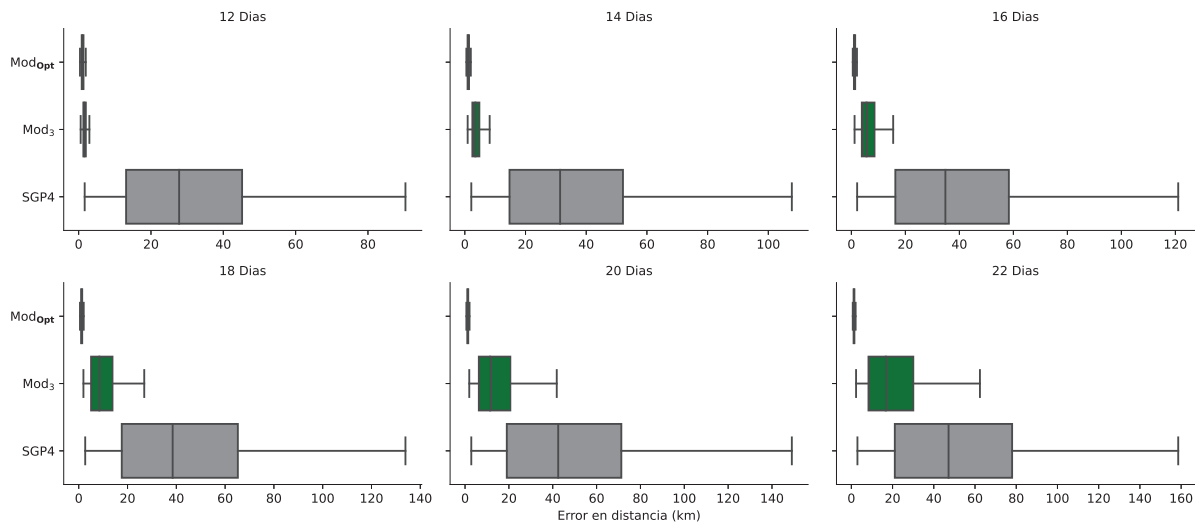 12 Dias
14 Dias
16 Dias
Mod_Opt
Mod_3
SGP4
0 20 40 60 80
0 20 40 60 80 100
0 20 40 60 80 100 120
18 Dias
20 Dias
22 Dias
Mod_Opt
Mod_3
SGP4
0 20 40 60 80 100 120 140
0 20 40 60 80 100 120 140
0 20 40 60 80 100 120 140 160
Error en distancia (km)